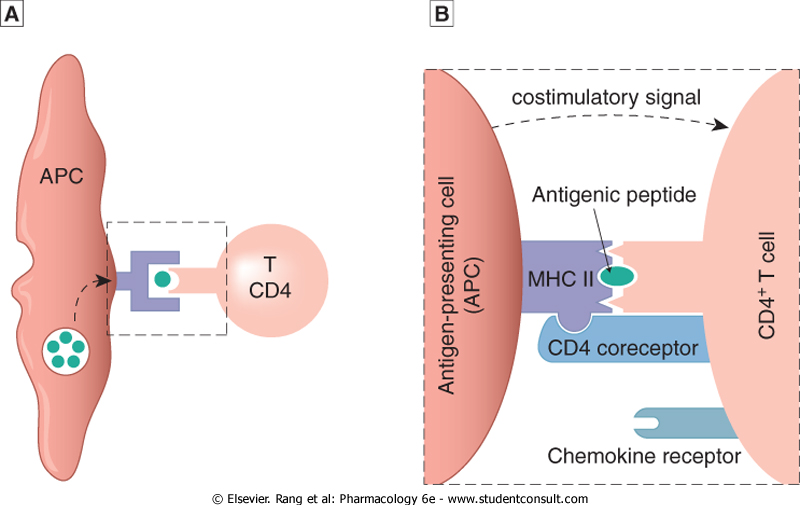 A
APC
T
CD4
B
costimulatory signal
Antigenic peptide
Antigen-presenting cell
(APC)
MHC II
CD4 coreceptor
CD4⁺ T cell
Chemokine receptor
© Elsevier. Rang et al: Pharmacology 6e - www.studentconsult.com